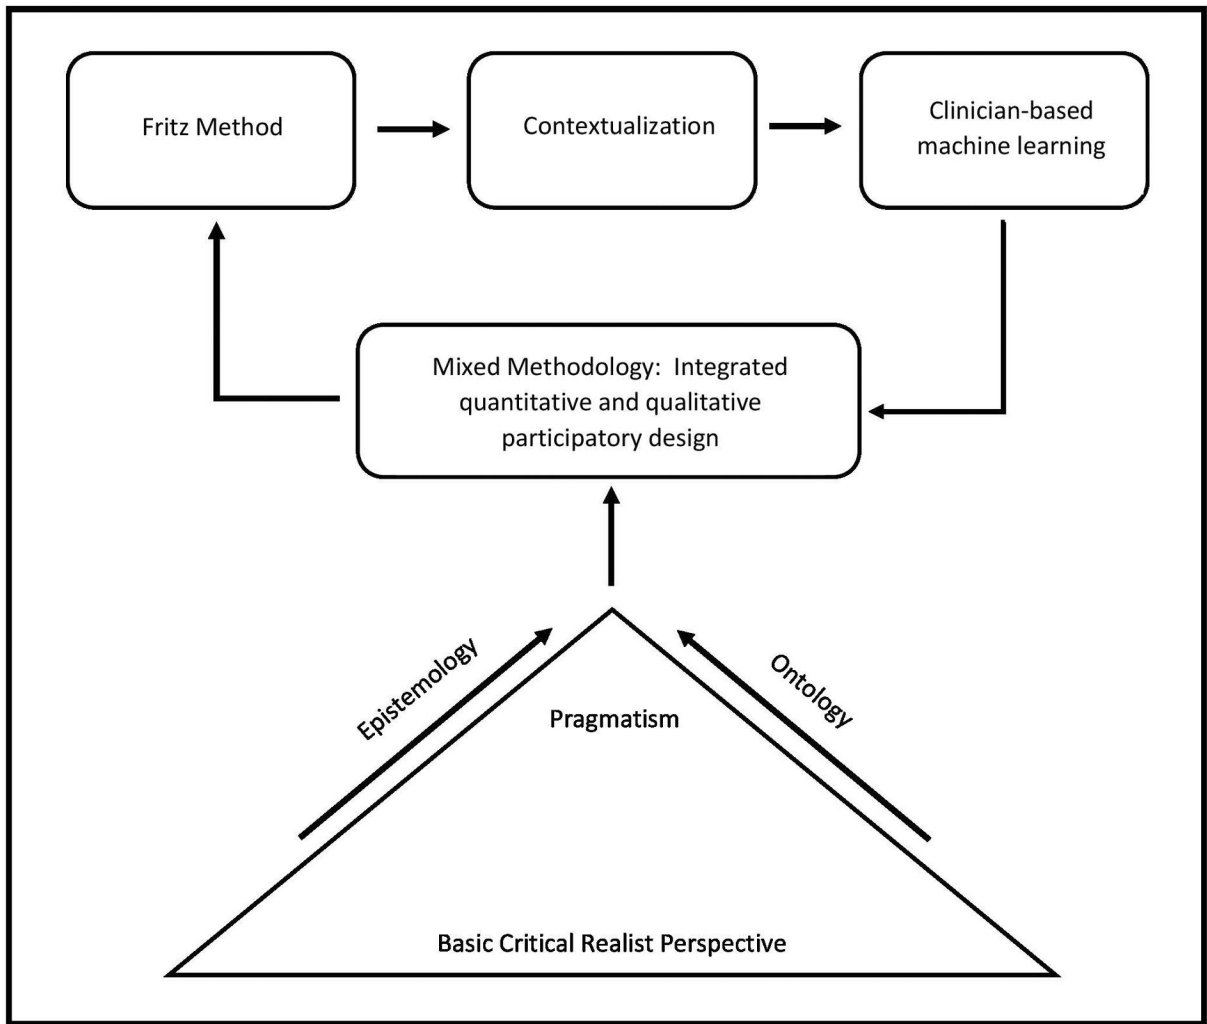 Fritz Method
Contextualization
Clinician-based
machine learning
Mixed Methodology:  Integrated
quantitative and qualitative
participatory design
Epistemology
Ontology
Pragmatism
Basic Critical Realist Perspective